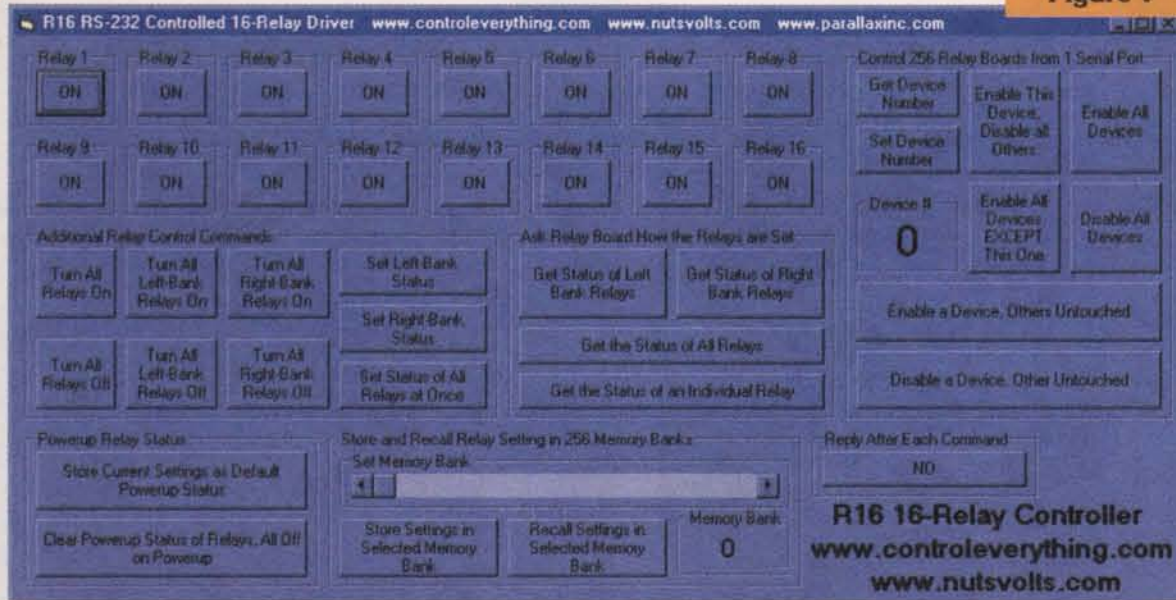 R16 RS-232 Controlled 16-Relay Driver www.controleverything.com www.nutsvolts.com www.parallaxinc.com
Relay 1 Relay 2 Relay 3 Relay 4 Relay 5 Relay 6 Relay 7 Relay 8
ON ON ON ON ON ON ON ON
Relay 9 Relay 10 Relay 11 Relay 12 Relay 13 Relay 14 Relay 15 Relay 16
ON ON ON ON ON ON ON ON
Control 256 Relay Boards from 1 Serial Port
Get Device
Number
Set Device
Number
Enable This
Device,
Disable all
Others.
Enable All
Devices
Device #
0
Enable All
Devices
EXCEPT
This One
Disable All
Devices
Enable a Device, Others Untouched
Disable a Device, Other Untouched
Additional Relay Control Commands
Turn All
Relays On
Turn All
Left-Bank
Relays On
Turn All
Right-Bank
Relays On
Set Left-Bank
Status
Set Right-Bank
Status
Turn All
Relays Off
Turn All
Left-Bank
Relays Off
Turn All
Right-Bank
Relays Off
Set Status of All
Relays at Once
Ask Relay Board How the Relays are Set
Get Status of Left
Bank Relays
Get Status of Right
Bank Relays
Get the Status of All Relays
Get the Status of an Individual Relay
Powerup Relay Status
Store Current Settings as Default
Powerup Status
Clear Powerup Status of Relays, All Off
on Powerup
Store and Recall Relay Setting in 256 Memory Banks
Set Memory Bank
Store Settings in
Selected Memory
Bank
Recall Settings in
Selected Memory
Bank
Memory Bank
0
Reply After Each Command
NO
R16 16-Relay Controller
www.controleverything.com
www.nutsvolts.com